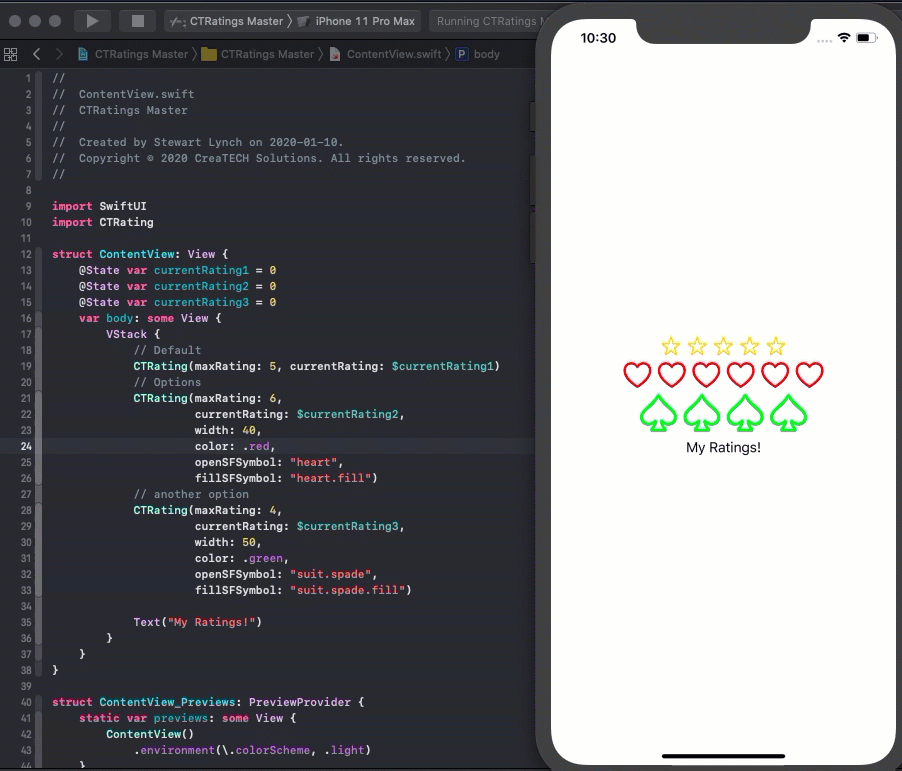 CTRatings Master 〉 iPhone 11 Pro Max
Running CTRatings M
CTRatings Master 〉 CTRatings Master 〉 ContentView.swift 〉 P body
1 //
2 //  ContentView.swift
3 //  CTRatings Master
4 //
5 //  Created by Stewart Lynch on 2020-01-10.
6 //  Copyright © 2020 CreaTECH Solutions. All rights reserved.
7 //
8
9 import SwiftUI
10 import CTRating
11
12 struct ContentView: View {
13     @State var currentRating1 = 0
14     @State var currentRating2 = 0
15     @State var currentRating3 = 0
16     var body: some View {
17         VStack {
18             // Default
19             CTRating(maxRating: 5, currentRating: $currentRating1)
20             // Options
21             CTRating(maxRating: 6,
22                      currentRating: $currentRating2,
23                      width: 40,
24                      color: .red,
25                      openSFSymbol: "heart",
26                      fillSFSymbol: "heart.fill")
27             // another option
28             CTRating(maxRating: 4,
29                      currentRating: $currentRating3,
30                      width: 50,
31                      color: .green,
32                      openSFSymbol: "suit.spade",
33                      fillSFSymbol: "suit.spade.fill")
34
35             Text("My Ratings!")
36         }
37     }
38 }
39
40 struct ContentView_Previews: PreviewProvider {
41     static var previews: some View {
42         ContentView()
43             .environment(\.colorScheme, .light)
44     }
10:30
My Ratings!